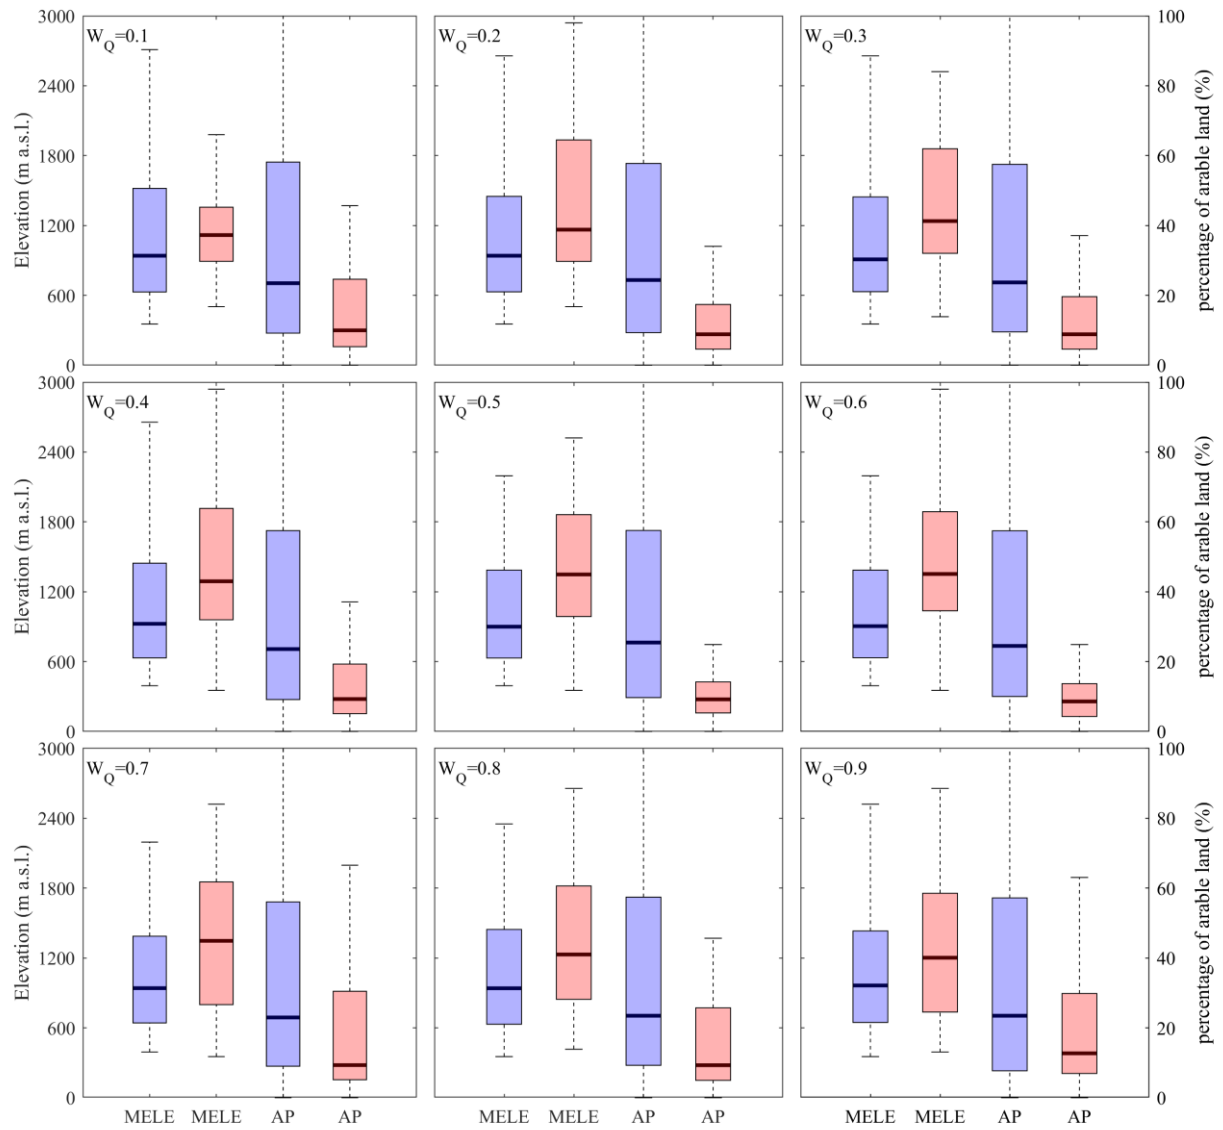 W_Q=0.1
W_Q=0.2
W_Q=0.3
3000
2400
1800
1200
600
0
Elevation (m a.s.l.)
100
80
60
40
20
0
percentage of arable land (%)
W_Q=0.4
W_Q=0.5
W_Q=0.6
3000
2400
1800
1200
600
0
Elevation (m a.s.l.)
100
80
60
40
20
0
percentage of arable land (%)
W_Q=0.7
W_Q=0.8
W_Q=0.9
3000
2400
1800
1200
600
0
Elevation (m a.s.l.)
100
80
60
40
20
0
percentage of arable land (%)
MELE MELE AP AP
MELE MELE AP AP
MELE MELE AP AP